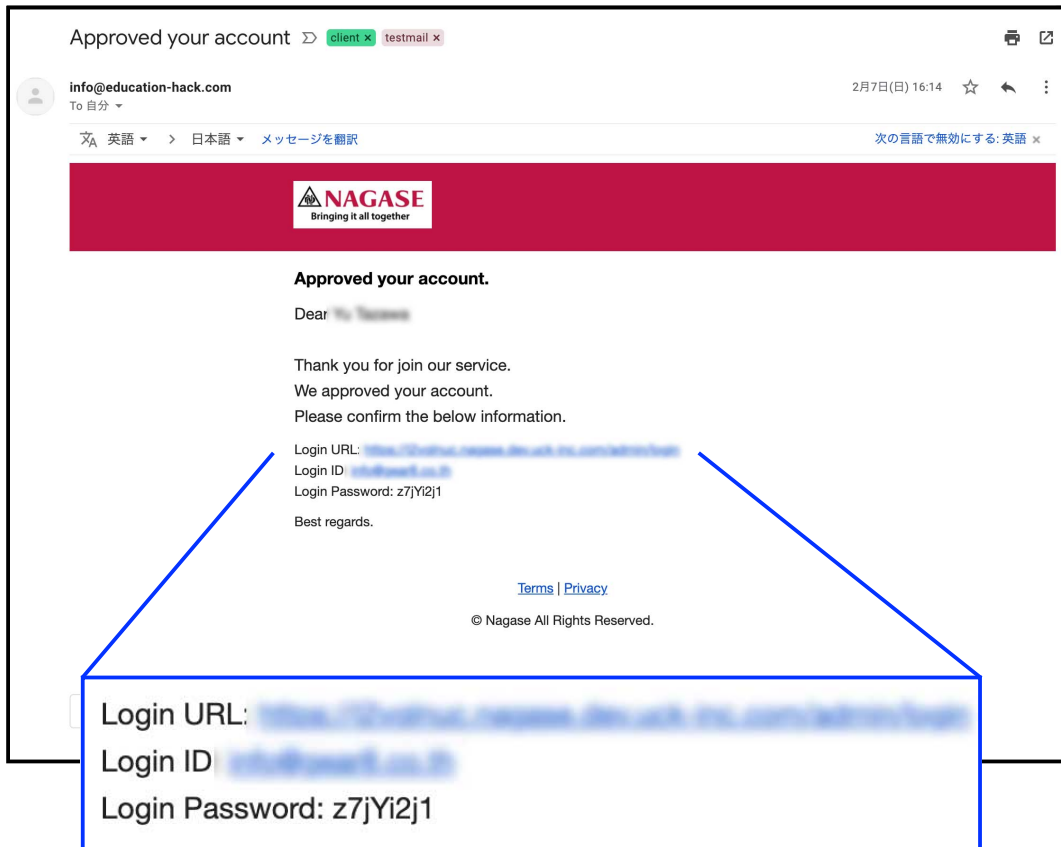 Approved your account client × testmail ×
info@education-hack.com 2月7日(日) 16:14
To 自分
英語 > 日本語 メッセージを翻訳 次の言語で無効にする: 英語 ×
NAGASE
Bringing it all together
Approved your account.
Dear
Thank you for join our service.
We approved your account.
Please confirm the below information.
Login URL:
Login ID
Login Password: z7jYi2j1
Best regards.
Terms | Privacy
© Nagase All Rights Reserved.
Login URL:
Login ID
Login Password: z7jYi2j1